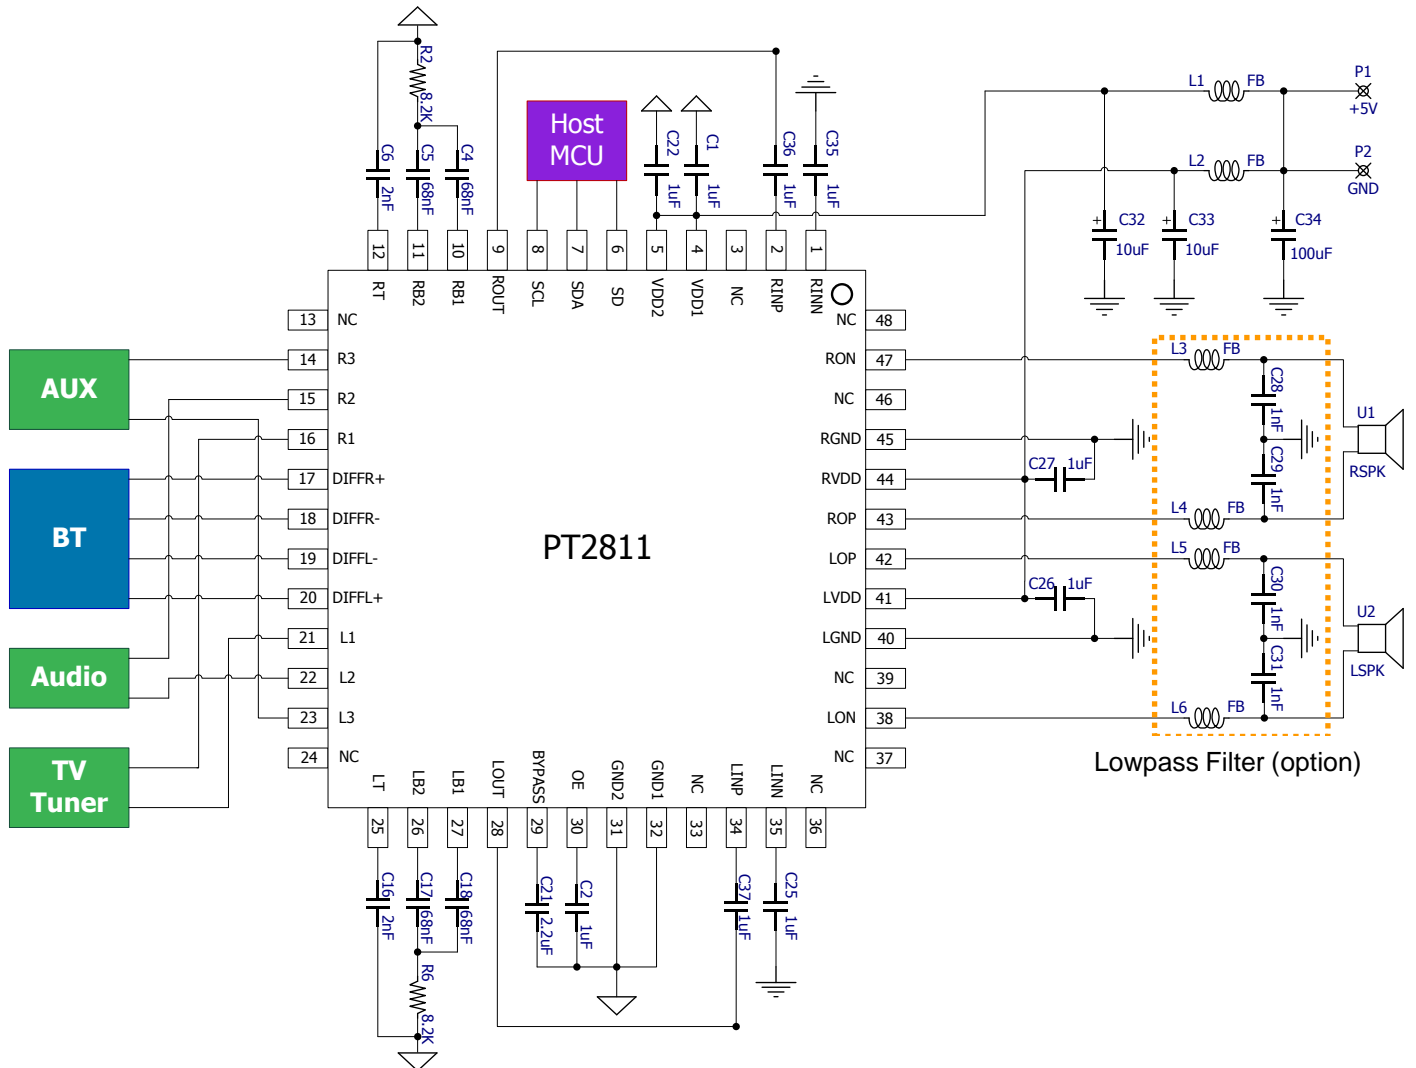 R2
8.2K
C6
2nF
C5
68nF
C4
68nF
Host
MCU
C22
1uF
C1
1uF
C36
1uF
C35
1uF
L1
FB
P1
+5V
L2
FB
P2
GND
+
C32
10uF
+
C33
10uF
+
C34
100uF
12
11
10
9
8
7
6
5
4
3
2
1
RT
RB2
RB1
ROUT
SCL
SDA
SD
VDD2
VDD1
NC
RINP
RINN
13
NC
14
R3
15
R2
16
R1
17
DIFFR+
18
DIFFR-
19
DIFFL-
20
DIFFL+
21
L1
22
L2
23
L3
24
NC
AUX
BT
Audio
TV
Tuner
PT2811
NC
48
RON
47
NC
46
RGND
45
RVDD
44
ROP
43
LOP
42
LVDD
41
LGND
40
NC
39
LON
38
NC
37
C27
1uF
C26
1uF
L3
FB
C28
1nF
C29
1nF
L4
FB
L5
FB
C30
1nF
C31
1nF
L6
FB
U1
RSPK
U2
LSPK
Lowpass Filter (option)
LT
LB2
LB1
LOUT
BYPASS
OE
GND2
GND1
NC
LINP
LINN
NC
25
26
27
28
29
30
31
32
33
34
35
36
C16
2nF
C17
68nF
C18
68nF
C21
2.2uF
C2
1uF
C37
1uF
C25
1uF
R6
8.2K